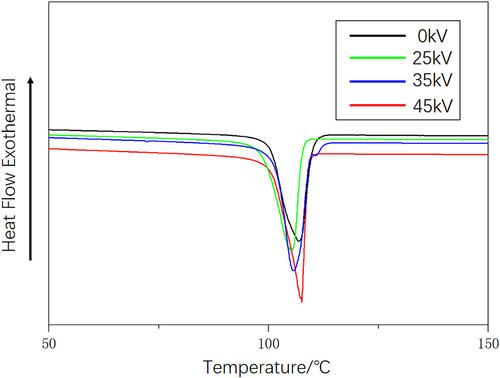 0kV
25kV
35kV
45kV
Heat Flow Exothermal
50
100
150
Temperature/℃